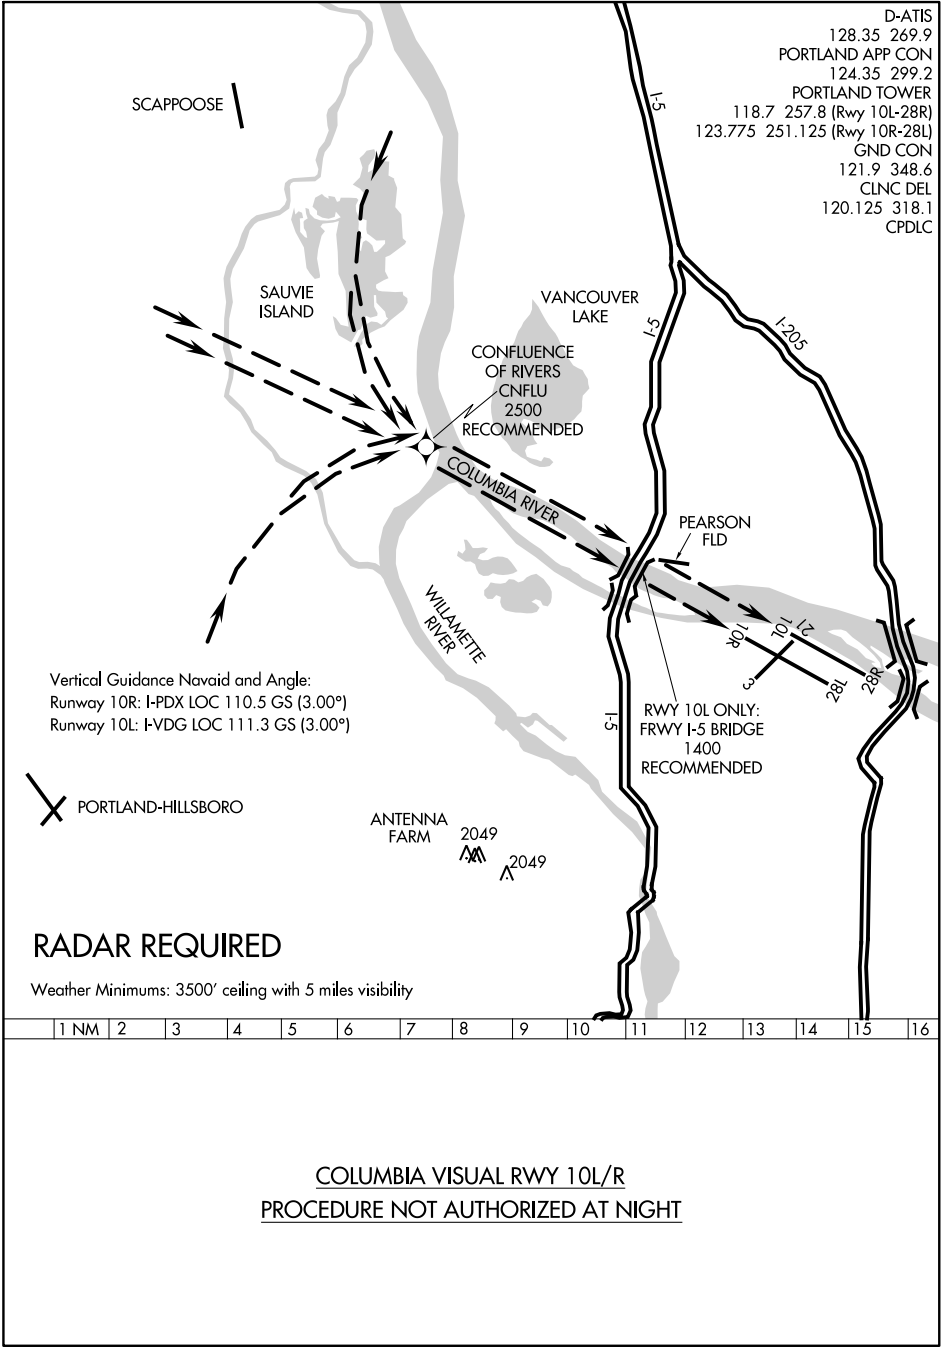 D-ATIS
128.35 269.9
PORTLAND APP CON
124.35 299.2
PORTLAND TOWER
118.7 257.8 (Rwy 10L-28R)
123.775 251.125 (Rwy 10R-28L)
GND CON
121.9 348.6
CLNC DEL
120.125 318.1
CPDLC
I-5
SCAPPOOSE
SAUVIE
ISLAND
VANCOUVER
LAKE
I-5
I-205
CONFLUENCE
OF RIVERS
CNFLU
2500
RECOMMENDED
COLUMBIA RIVER
PEARSON
FLD
WILLAMETTE
RIVER
10R
10L
21
3
28L
28R
Vertical Guidance Navaid and Angle:
Runway 10R: I-PDX LOC 110.5 GS (3.00°)
Runway 10L: I-VDG LOC 111.3 GS (3.00°)
RWY 10L ONLY:
FRWY I-5 BRIDGE
1400
RECOMMENDED
I-5
PORTLAND-HILLSBORO
ANTENNA
FARM
2049
2049
RADAR REQUIRED
Weather Minimums: 3500' ceiling with 5 miles visibility
1 NM 2 3 4 5 6 7 8 9 10 11 12 13 14 15 16
COLUMBIA VISUAL RWY 10L/R
PROCEDURE NOT AUTHORIZED AT NIGHT